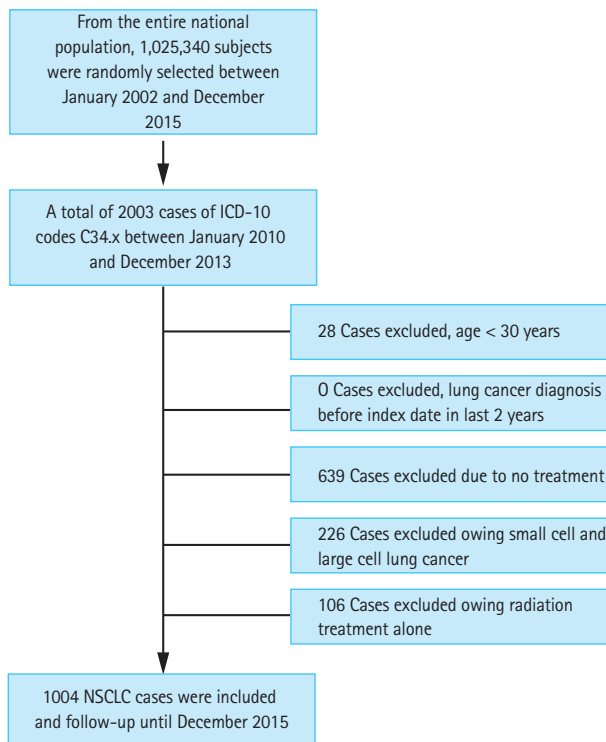 From the entire national
population, 1,025,340 subjects
were randomly selected between
January 2002 and December
2015
A total of 2003 cases of ICD-10
codes C34.x between January 2010
and December 2013
28 Cases excluded, age < 30 years
0 Cases excluded, lung cancer diagnosis
before index date in last 2 years
639 Cases excluded due to no treatment
226 Cases excluded owing small cell and
large cell lung cancer
106 Cases excluded owing radiation
treatment alone
1004 NSCLC cases were included
and follow-up until December 2015